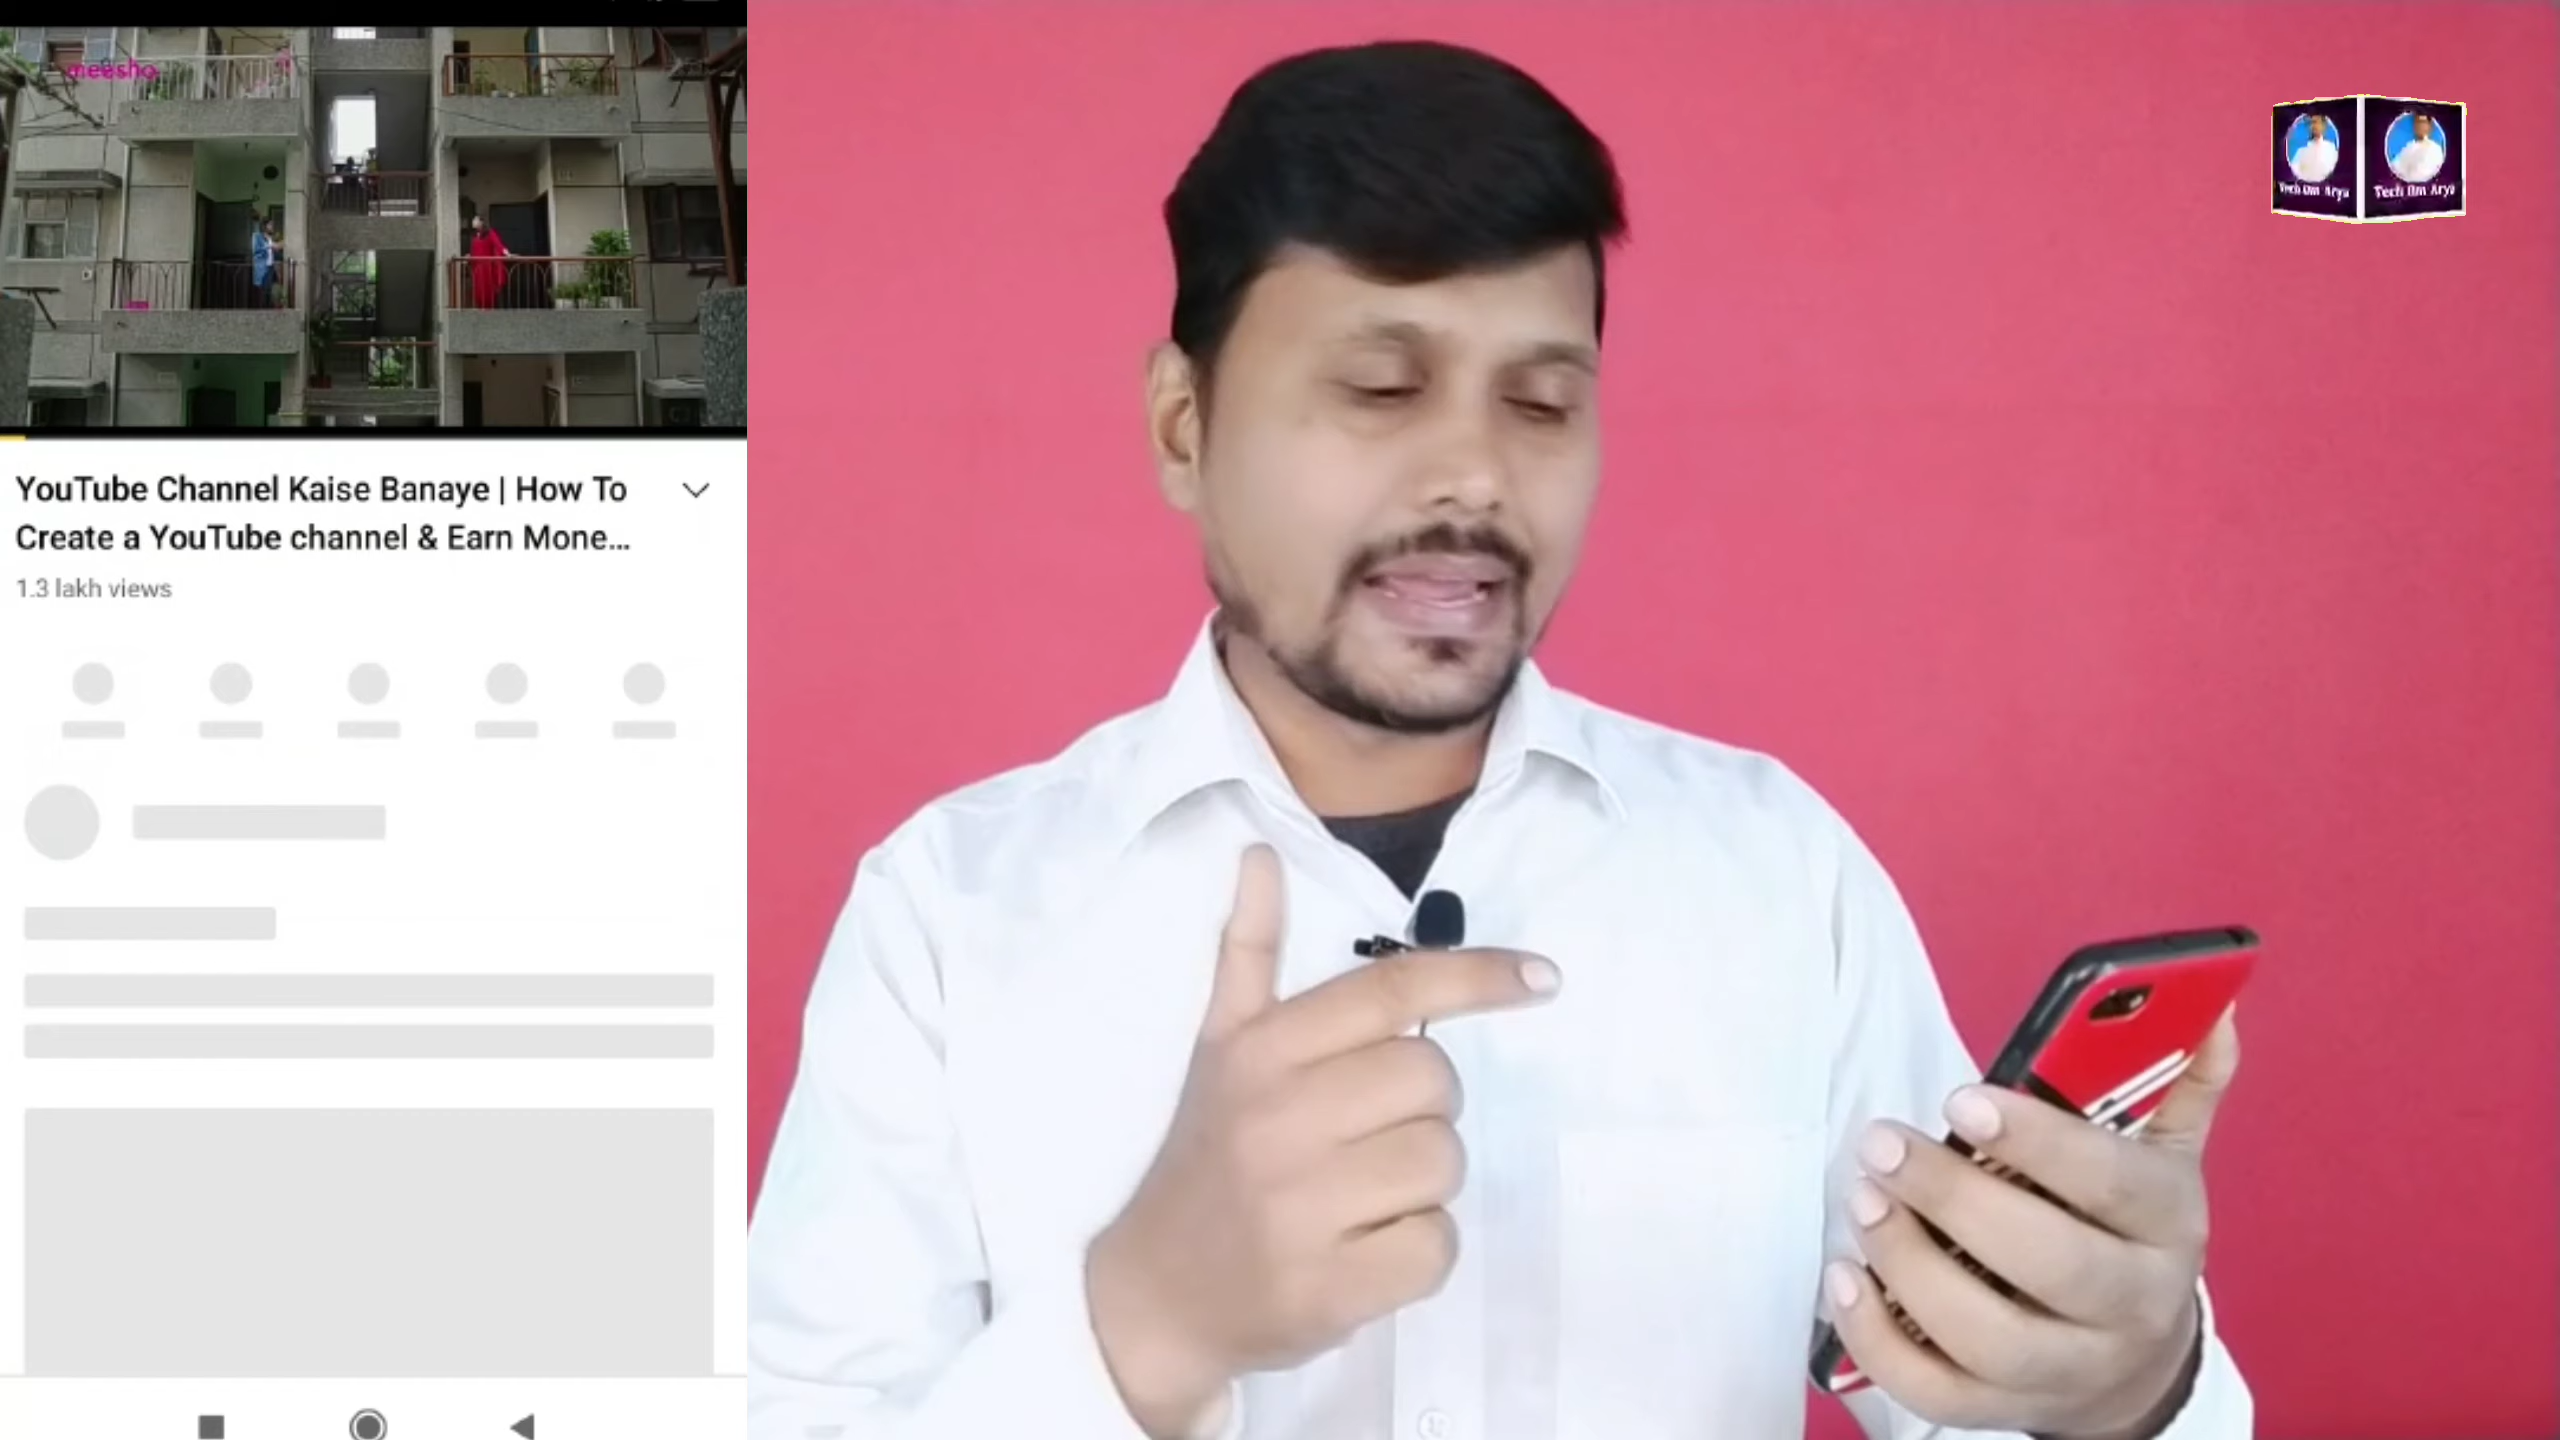 meesho
YouTube Channel Kaise Banaye | How To
Create a YouTube channel & Earn Mone...
1.3 lakh views
Tech Om Arya
Tech Om Arya